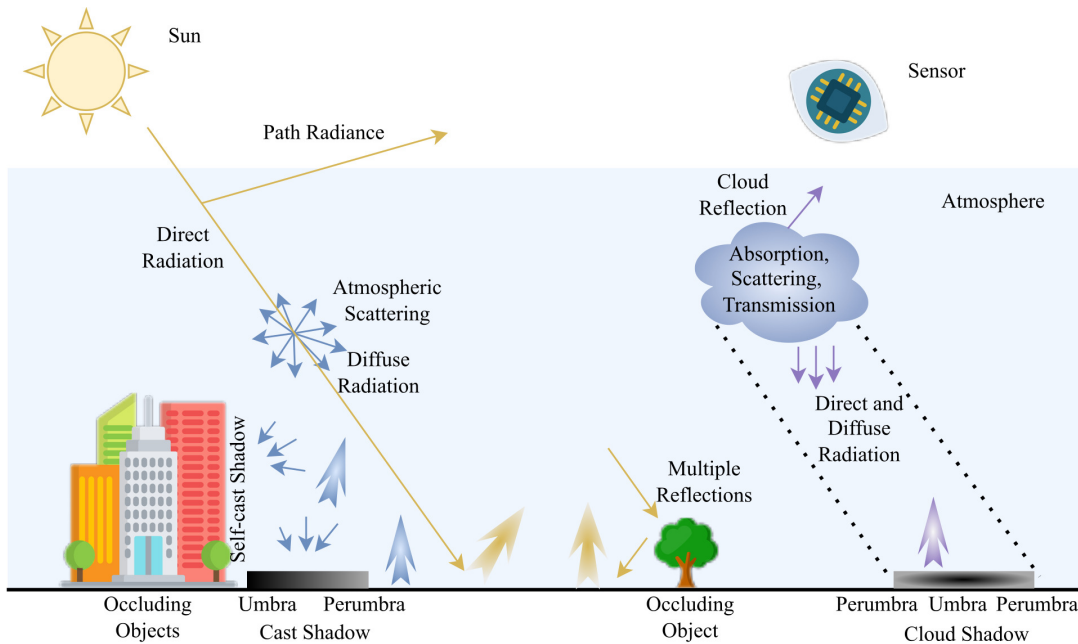 Sun
Sensor
Path Radiance
Cloud
Reflection
Atmosphere
Direct
Radiation
Absorption,
Scattering,
Transmission
Atmospheric
Scattering
Diffuse
Radiation
Direct and
Diffuse
Radiation
Self-cast Shadow
Multiple
Reflections
Occluding
Objects
Umbra
Perumbra
Cast Shadow
Occluding
Object
Perumbra
Umbra
Perumbra
Cloud Shadow